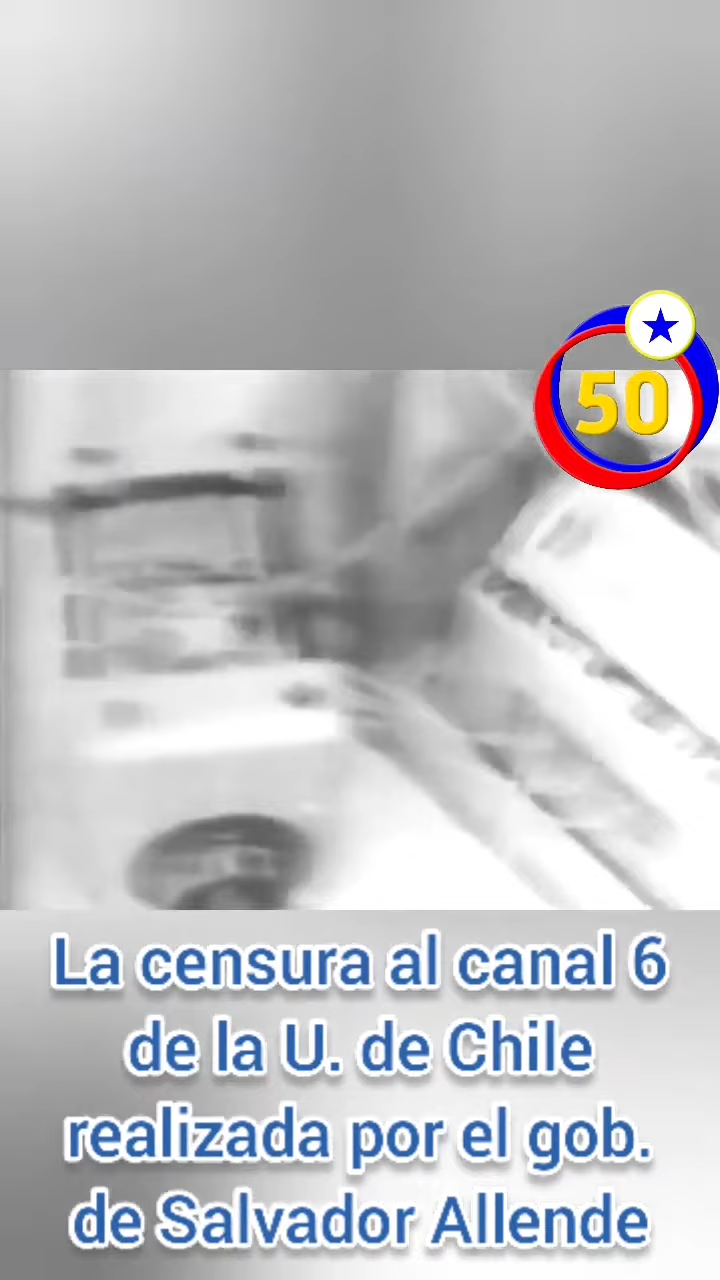 50
La censura al canal 6
de la U. de Chile
realizada por el gob.
de Salvador Allende